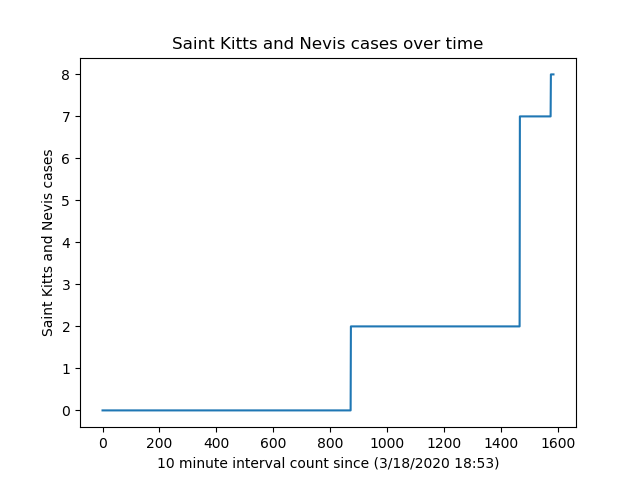 Saint Kitts and Nevis cases over time
8
7
6
5
4
3
2
1
0
Saint Kitts and Nevis cases
0 200 400 600 800 1000 1200 1400 1600
10 minute interval count since (3/18/2020 18:53)